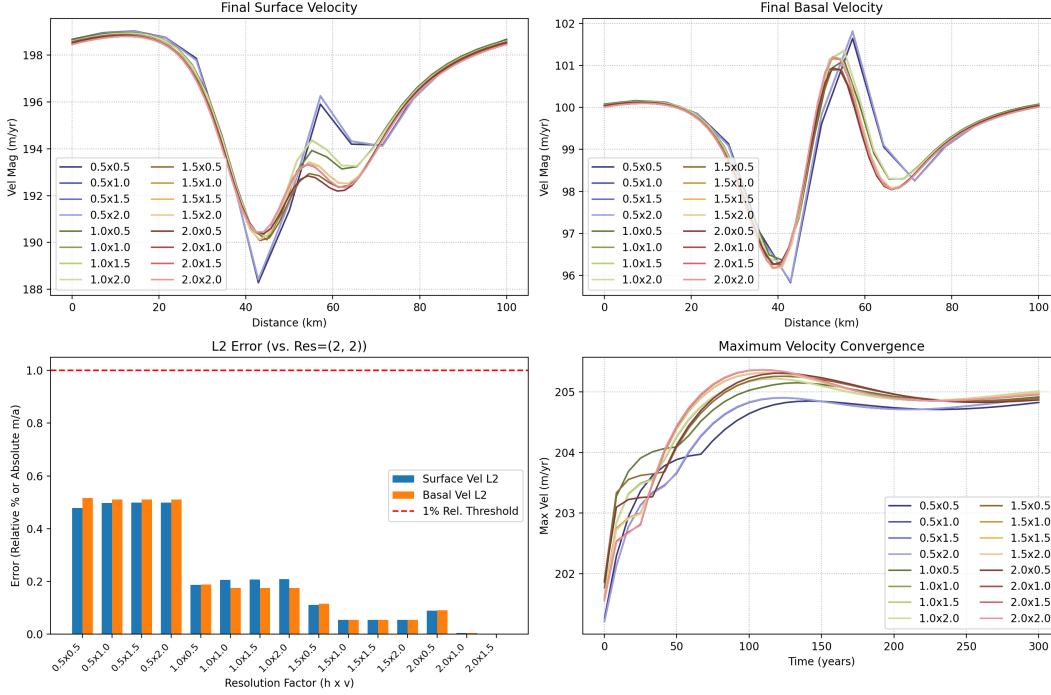 Final Surface Velocity
Vel Mag (m/yr)
198
196
194
192
190
188
0 20 40 60 80 100
Distance (km)
0.5x0.5 1.5x0.5
0.5x1.0 1.5x1.0
0.5x1.5 1.5x1.5
0.5x2.0 1.5x2.0
1.0x0.5 2.0x0.5
1.0x1.0 2.0x1.0
1.0x1.5 2.0x1.5
1.0x2.0 2.0x2.0
Final Basal Velocity
Vel Mag (m/yr)
102
101
100
99
98
97
96
0 20 40 60 80 100
Distance (km)
0.5x0.5 1.5x0.5
0.5x1.0 1.5x1.0
0.5x1.5 1.5x1.5
0.5x2.0 1.5x2.0
1.0x0.5 2.0x0.5
1.0x1.0 2.0x1.0
1.0x1.5 2.0x1.5
1.0x2.0 2.0x2.0
L2 Error (vs. Res=(2, 2))
Error (Relative % or Absolute m/a)
1.0
0.8
0.6
0.4
0.2
0.0
Surface Vel L2
Basal Vel L2
1% Rel. Threshold
0.5x0.5 0.5x1.0 0.5x1.5 0.5x2.0 1.0x0.5 1.0x1.0 1.0x1.5 1.0x2.0 1.5x0.5 1.5x1.0 1.5x1.5 1.5x2.0 2.0x0.5 2.0x1.0 2.0x1.5
Resolution Factor (h x v)
Maximum Velocity Convergence
Max Vel (m/yr)
205
204
203
202
0 50 100 150 200 250 300
Time (years)
0.5x0.5 1.5x0.5
0.5x1.0 1.5x1.0
0.5x1.5 1.5x1.5
0.5x2.0 1.5x2.0
1.0x0.5 2.0x0.5
1.0x1.0 2.0x1.0
1.0x1.5 2.0x1.5
1.0x2.0 2.0x2.0